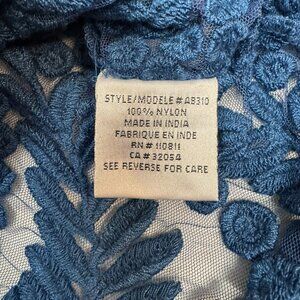 STYLE/MODELE # AB310
100% NYLON
MADE IN INDIA
FABRIQUE EN INDE
RN # 110811
CA # 32054
SEE REVERSE FOR CARE